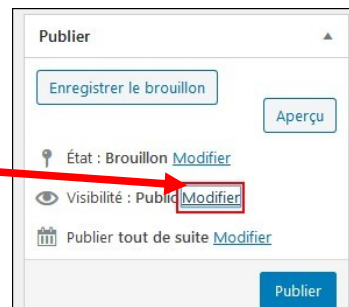 Publier
Enregistrer le brouillon
Aperçu
État : Brouillon Modifier
Visibilité : Public Modifier
Publier tout de suite Modifier
Publier